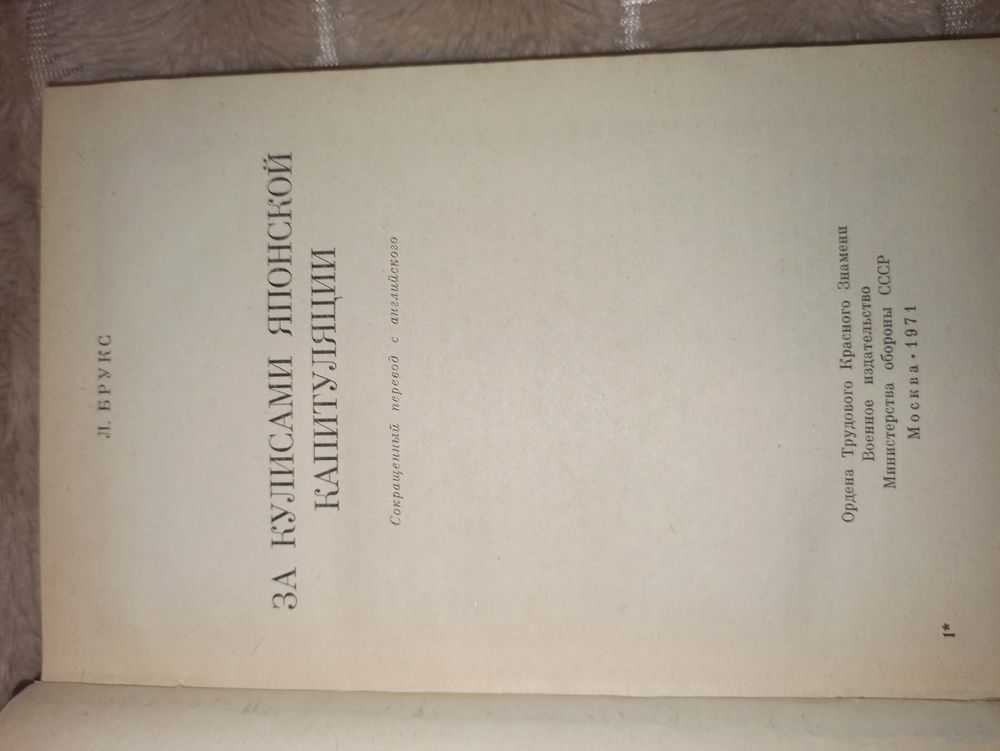 Л. БРУКС
ЗА КУЛИСАМИ ЯПОНСКОЙ
КАПИТУЛЯЦИИ
Сокращенный перевод с английского
Ордена Трудового Красного Знамени
Военное издательство
Министерства обороны СССР
Москва • 1971
1*